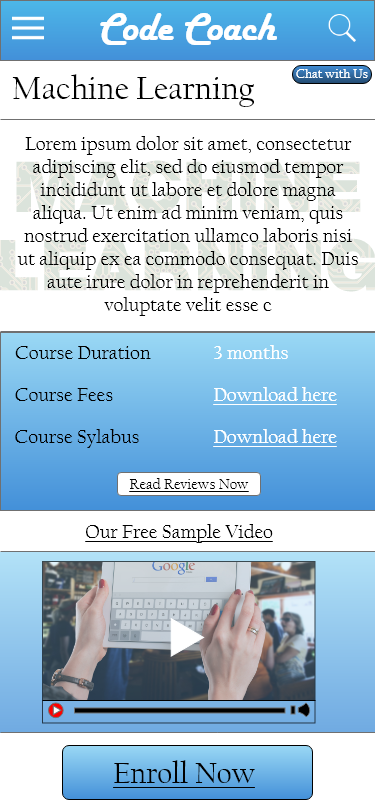 Code Coach
Chat with Us
Machine Learning
MACHINE
LEARNING
Lorem ipsum dolor sit amet, consectetur
adipiscing elit, sed do eiusmod tempor
incididunt ut labore et dolore magna
aliqua. Ut enim ad minim veniam, quis
nostrud exercitation ullamco laboris nisi
ut aliquip ex ea commodo consequat. Duis
aute irure dolor in reprehenderit in
voluptate velit esse c
Course Duration 3 months
Course Fees Download here
Course Sylabus Download here
Read Reviews Now
Our Free Sample Video
Google
Enroll Now